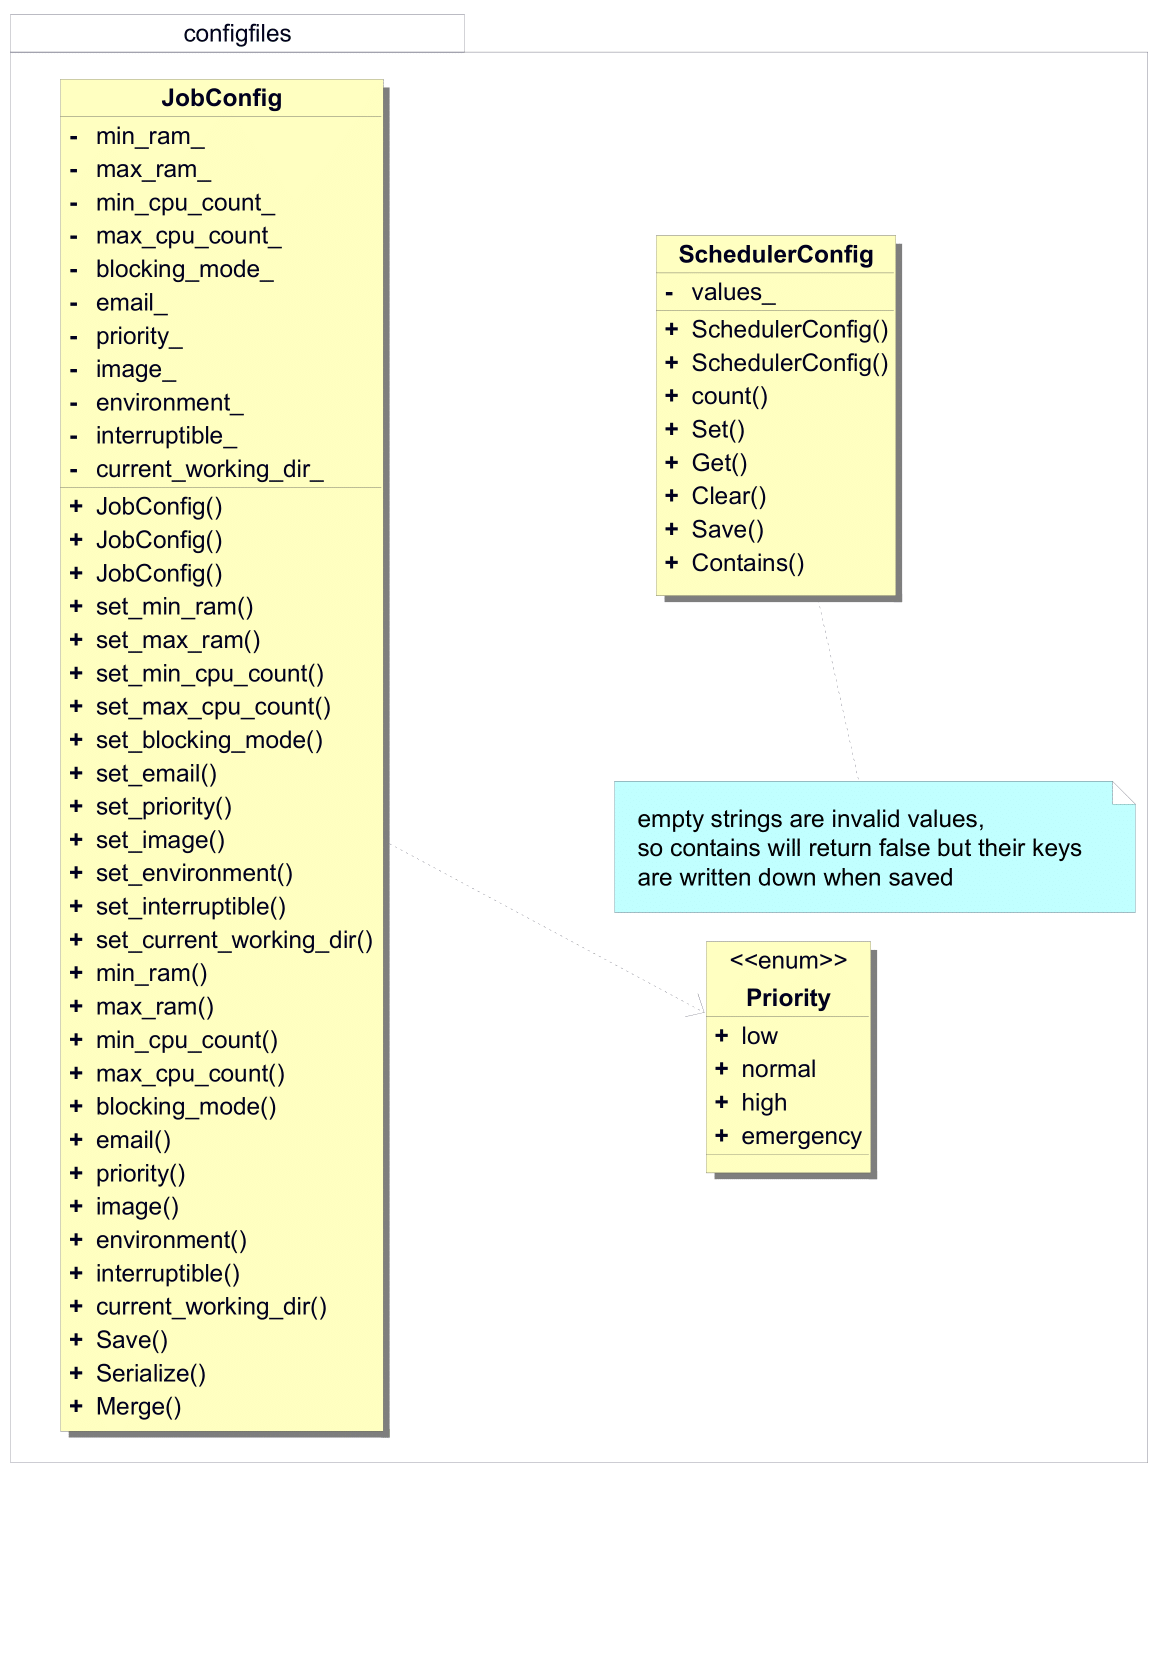 configfiles
JobConfig
- min_ram_
- max_ram_
- min_cpu_count_
- max_cpu_count_
- blocking_mode_
- email_
- priority_
- image_
- environment_
- interruptible_
- current_working_dir_
+ JobConfig()
+ JobConfig()
+ JobConfig()
+ set_min_ram()
+ set_max_ram()
+ set_min_cpu_count()
+ set_max_cpu_count()
+ set_blocking_mode()
+ set_email()
+ set_priority()
+ set_image()
+ set_environment()
+ set_interruptible()
+ set_current_working_dir()
+ min_ram()
+ max_ram()
+ min_cpu_count()
+ max_cpu_count()
+ blocking_mode()
+ email()
+ priority()
+ image()
+ environment()
+ interruptible()
+ current_working_dir()
+ Save()
+ Serialize()
+ Merge()
SchedulerConfig
- values_
+ SchedulerConfig()
+ SchedulerConfig()
+ count()
+ Set()
+ Get()
+ Clear()
+ Save()
+ Contains()
empty strings are invalid values,
so contains will return false but their keys
are written down when saved
<<enum>>
Priority
+ low
+ normal
+ high
+ emergency